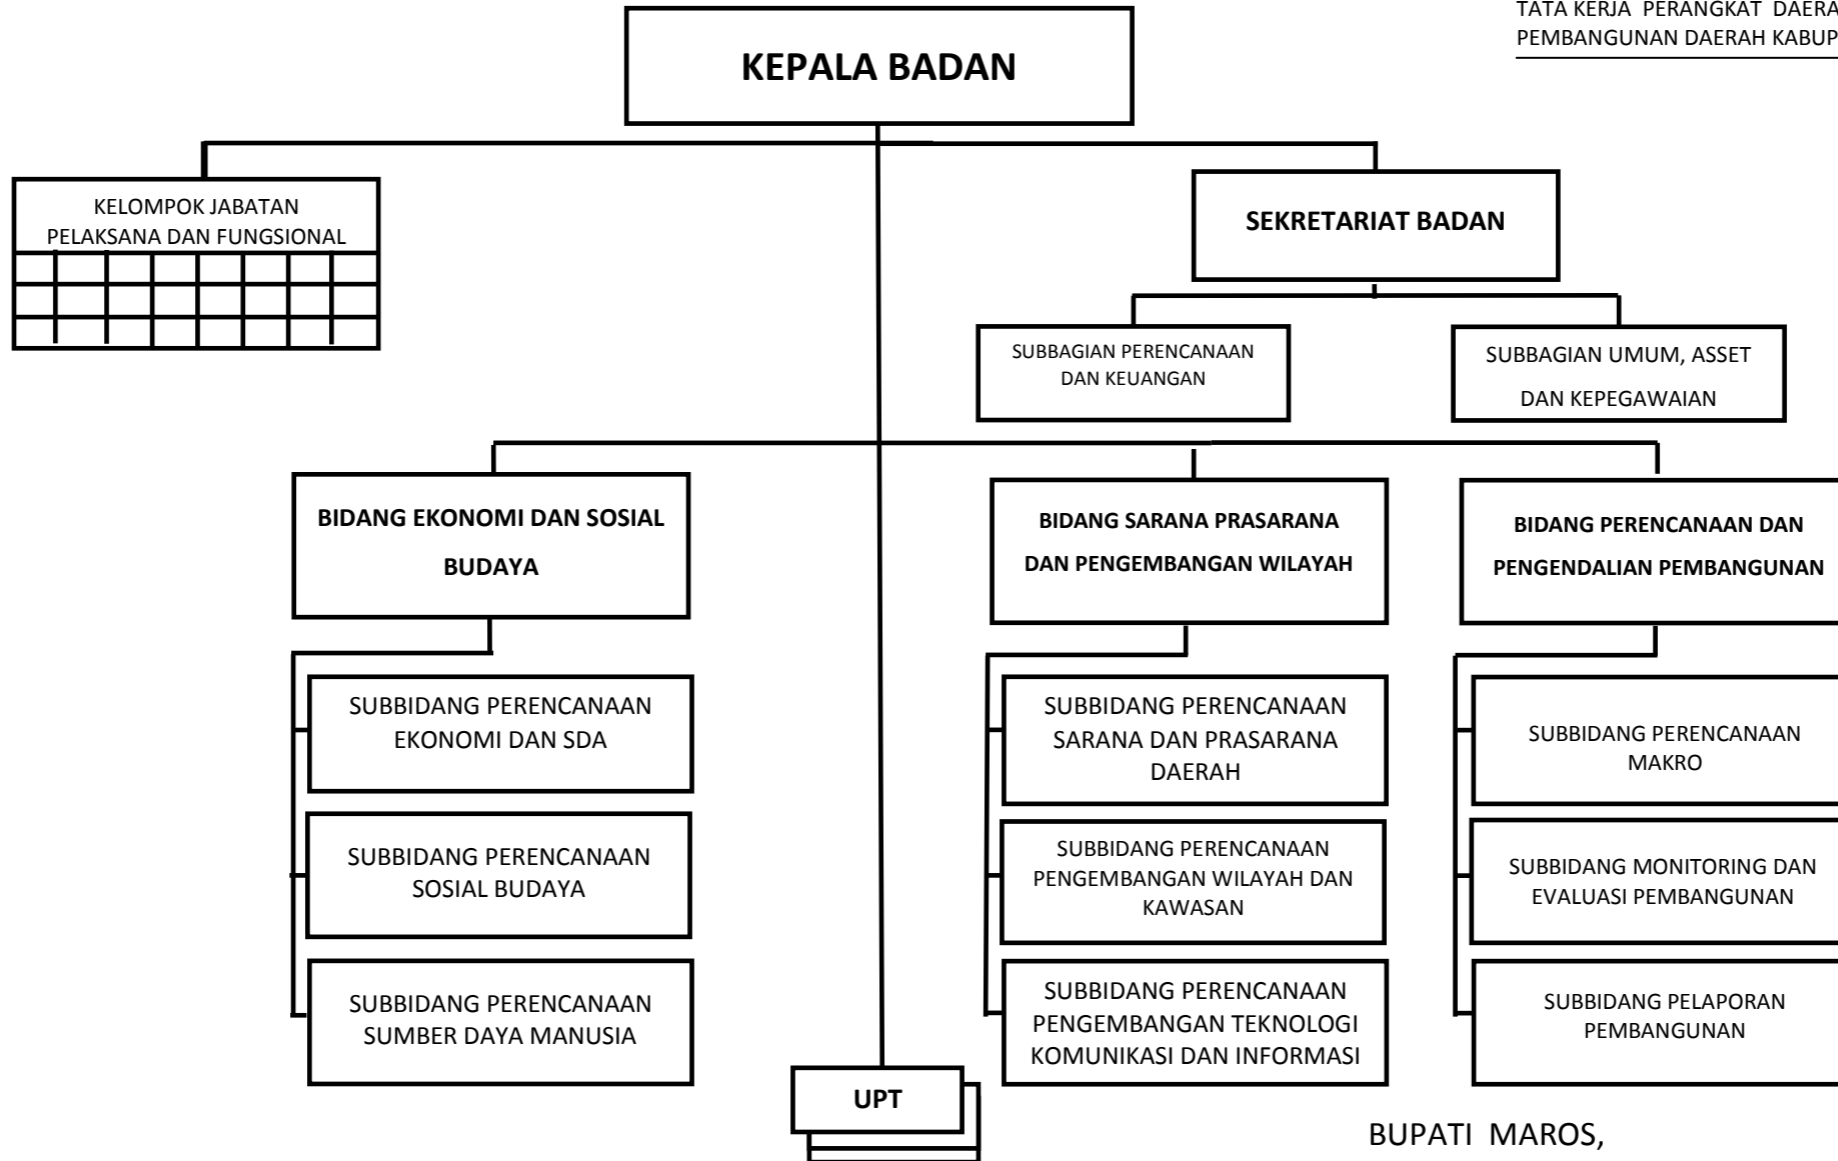 TATA KERJA PERANGKAT DAERA
PEMBANGUNAN DAERAH KABUP
KEPALA BADAN
KELOMPOK JABATAN
PELAKSANA DAN FUNGSIONAL
SEKRETARIAT BADAN
SUBBAGIAN PERENCANAAN
DAN KEUANGAN
SUBBAGIAN UMUM, ASSET
DAN KEPEGAWAIAN
BIDANG EKONOMI DAN SOSIAL
BUDAYA
BIDANG SARANA PRASARANA
DAN PENGEMBANGAN WILAYAH
BIDANG PERENCANAAN DAN
PENGENDALIAN PEMBANGUNAN
SUBBIDANG PERENCANAAN
EKONOMI DAN SDA
SUBBIDANG PERENCANAAN
SOSIAL BUDAYA
SUBBIDANG PERENCANAAN
SUMBER DAYA MANUSIA
SUBBIDANG PERENCANAAN
SARANA DAN PRASARANA
DAERAH
SUBBIDANG PERENCANAAN
PENGEMBANGAN WILAYAH DAN
KAWASAN
SUBBIDANG PERENCANAAN
PENGEMBANGAN TEKNOLOGI
KOMUNIKASI DAN INFORMASI
SUBBIDANG PERENCANAAN
MAKRO
SUBBIDANG MONITORING DAN
EVALUASI PEMBANGUNAN
SUBBIDANG PELAPORAN
PEMBANGUNAN
UPT
BUPATI MAROS,